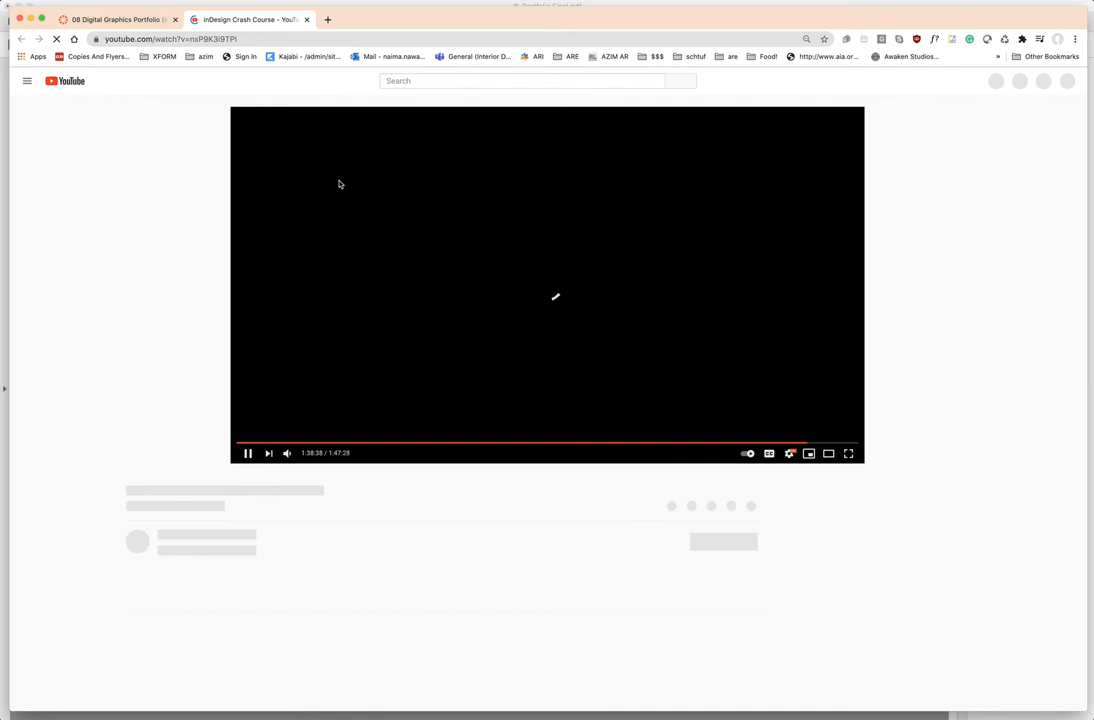 08 Digital Graphics Portfolio (
inDesign Crash Course - YouT
youtube.com/watch?v=nxP9K3i9TPI
Apps Copies And Flyers... XFORM azim Sign In Kajabi - /admin/sit... Mail - naima.nawa... General (Interior D... ARI ARE AZIM AR $$$ schtuf are Food! http://www.aia.or... Awaken Studios... » Other Bookmarks
YouTube
Search
1:38:38 / 1:47:28
CC